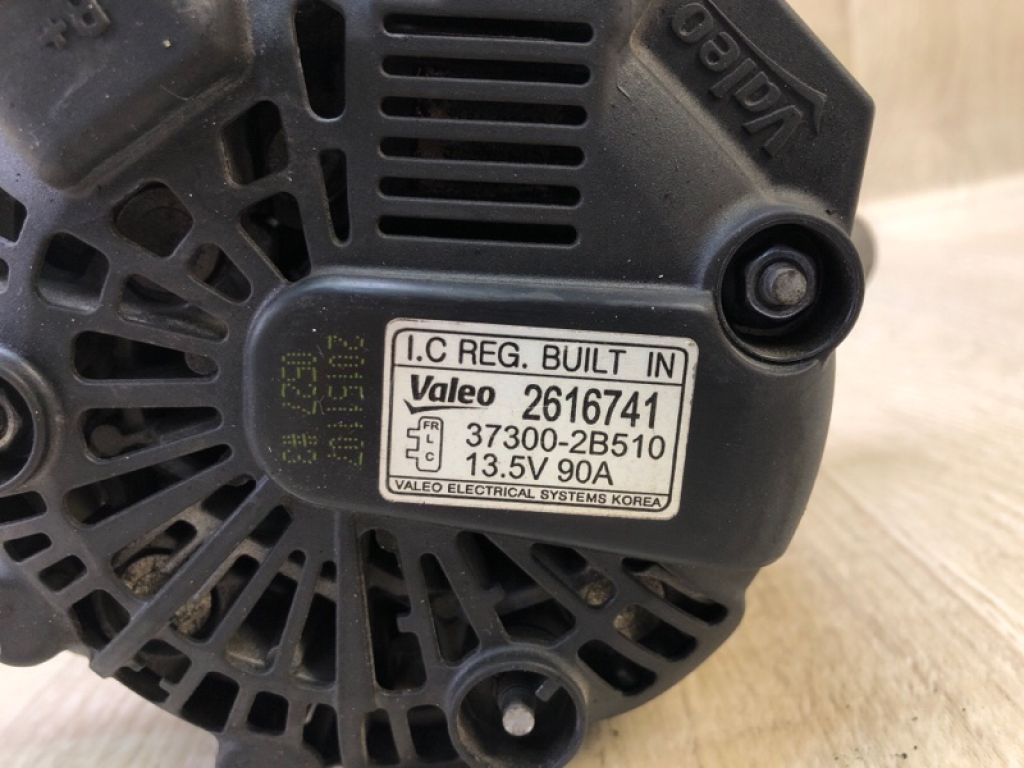 B+
Valeo
I.C REG. BUILT IN
Valeo 2616741
FR
L
C
37300-2B510
13.5V 90A
VALEO ELECTRICAL SYSTEMS KOREA